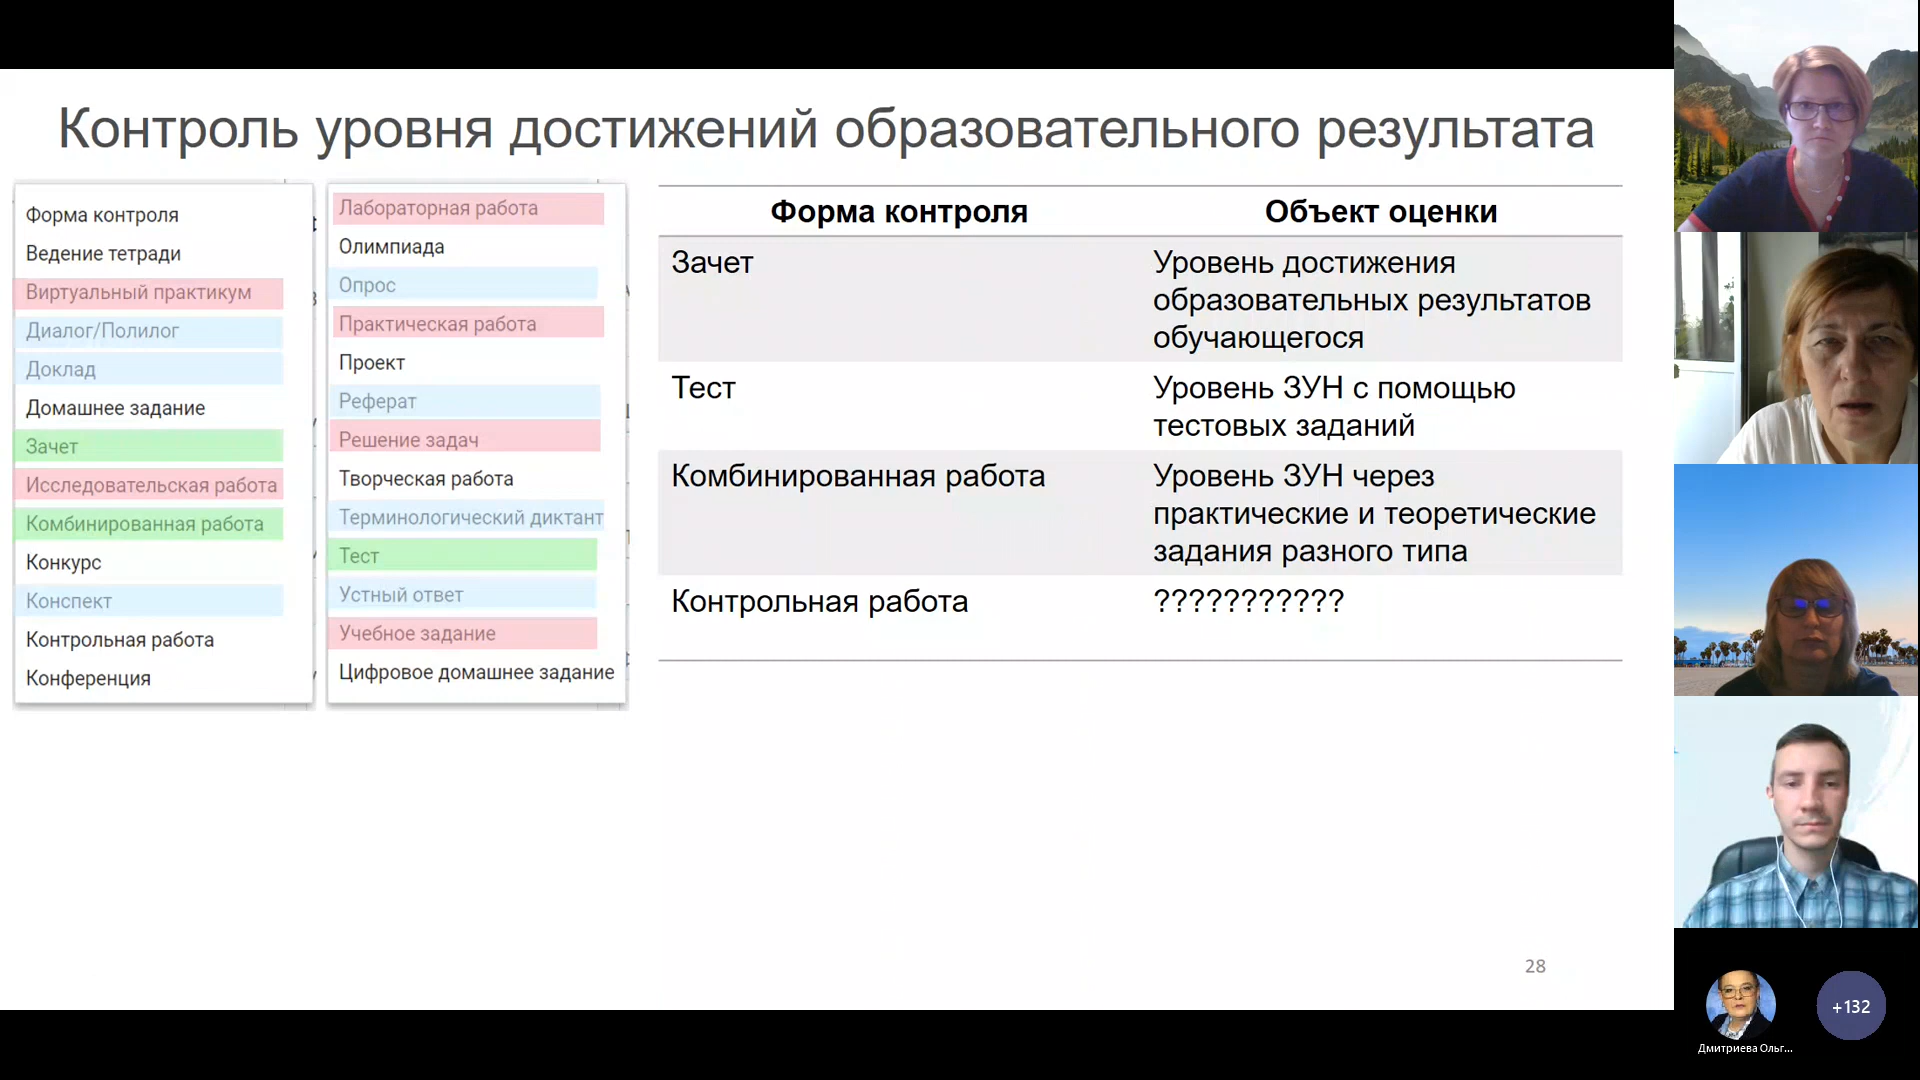 Контроль уровня достижений образовательного результата
Форма контроля
Ведение тетради
Виртуальный практикум
Диалог/Полилог
Доклад
Домашнее задание
Зачет
Исследовательская работа
Комбинированная работа
Конкурс
Конспект
Контрольная работа
Конференция
Лабораторная работа
Олимпиада
Опрос
Практическая работа
Проект
Реферат
Решение задач
Творческая работа
Терминологический диктант
Тест
Устный ответ
Учебное задание
Цифровое домашнее задание
Форма контроля
Объект оценки
Зачет
Уровень достижения
образовательных результатов
обучающегося
Тест
Уровень ЗУН с помощью
тестовых заданий
Комбинированная работа
Уровень ЗУН через
практические и теоретические
задания разного типа
Контрольная работа
???????????
28
+132
Дмитриева Ольг...